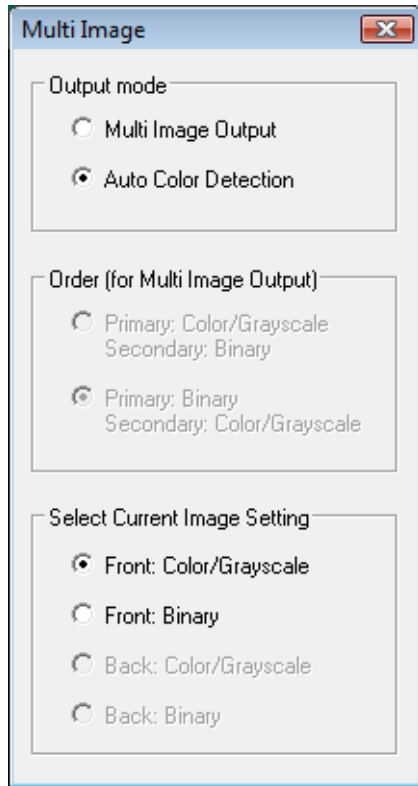 Multi Image
Output mode
Multi Image Output
Auto Color Detection
Order (for Multi Image Output)
Primary: Color/Grayscale
Secondary: Binary
Primary: Binary
Secondary: Color/Grayscale
Select Current Image Setting
Front: Color/Grayscale
Front: Binary
Back: Color/Grayscale
Back: Binary